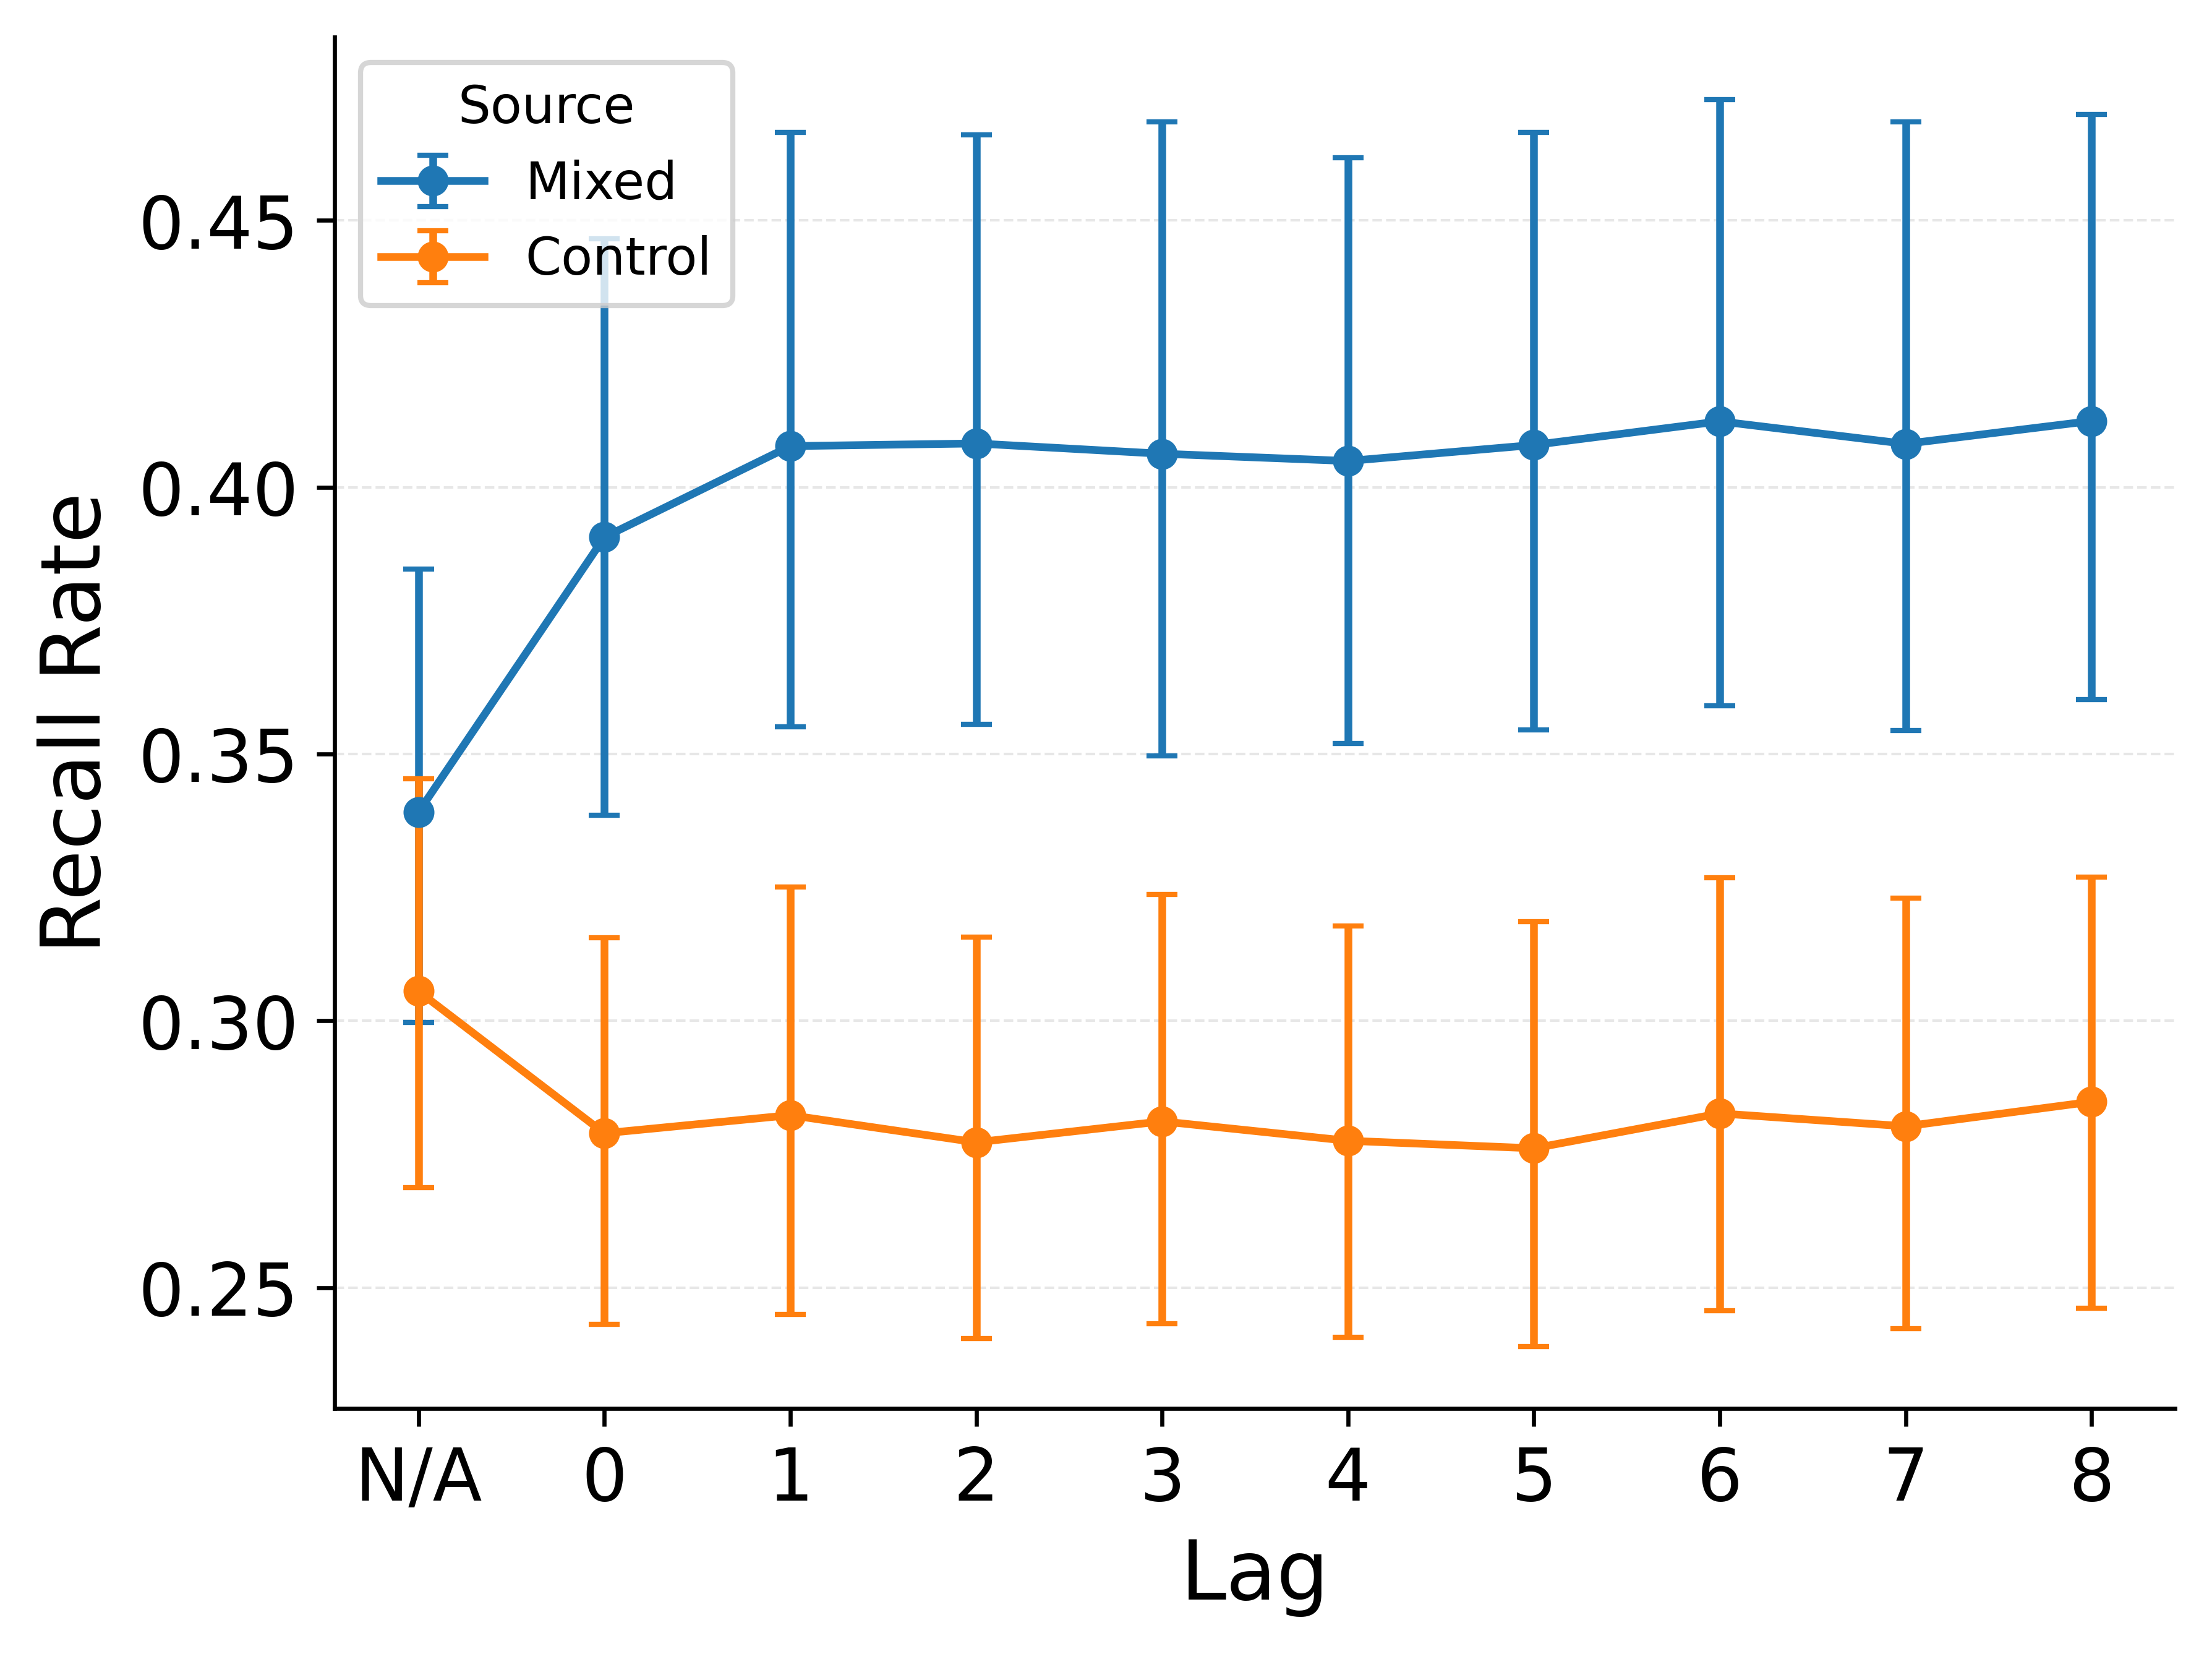 Source
Mixed
Control
0.45
0.40
0.35
0.30
0.25
Recall Rate
N/A 0 1 2 3 4 5 6 7 8
Lag